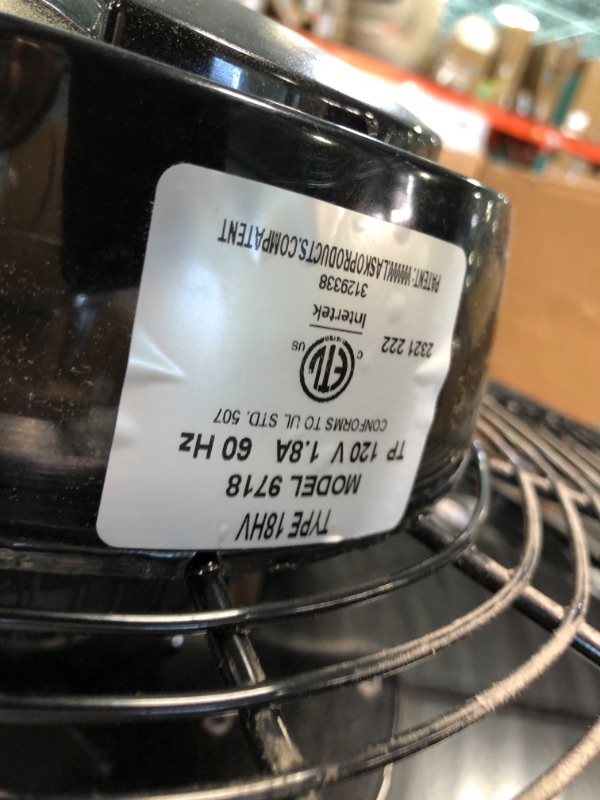 TYPE 18HV
MODEL 9718
TP 120 V 1.8A 60 Hz
CONFORMS TO UL STD. 507
2321 222
C ETL US
Intertek
3129338
PATENT: WWW.LASKOPRODUCTS.COM/PATENT